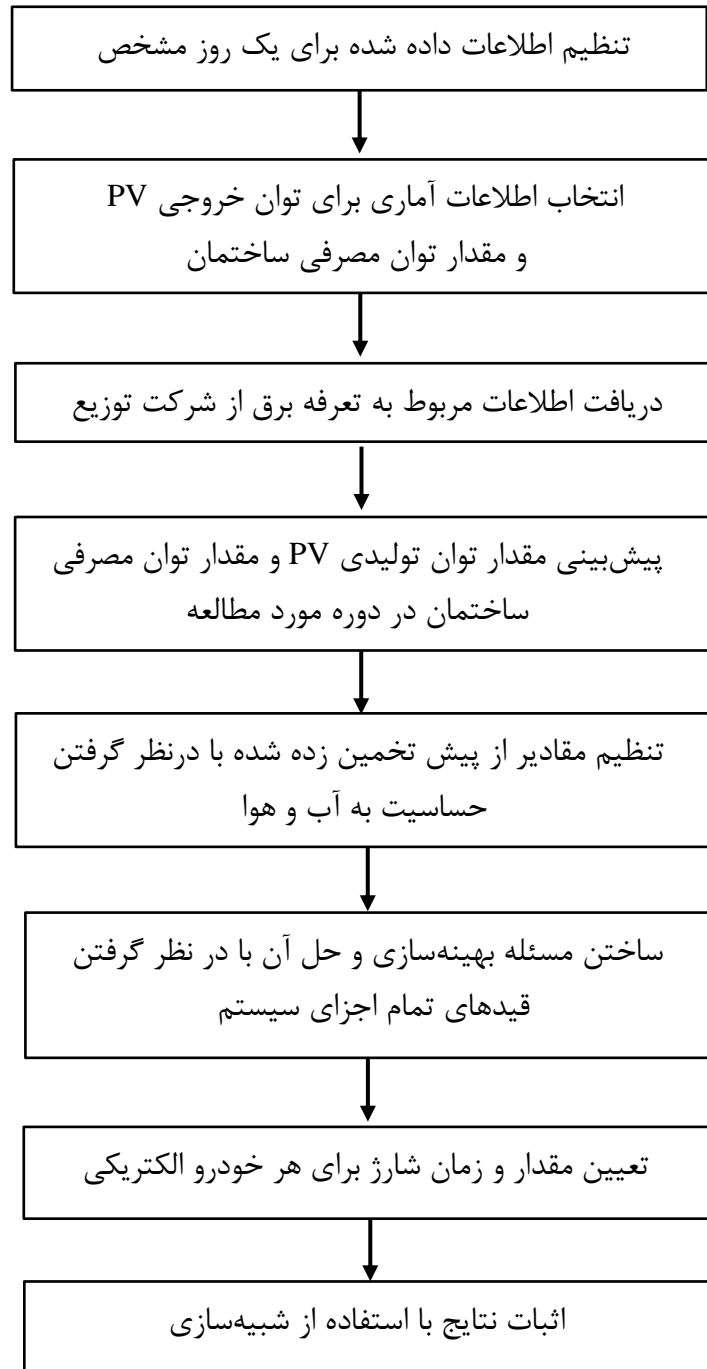 تنظیم اطلاعات داده شده برای یک روز مشخص
انتخاب اطلاعات آماری برای توان خروجی PV
و مقدار توان مصرفی ساختمان
دریافت اطلاعات مربوط به تعرفه برق از شرکت توزیع
پیش‌بینی مقدار توان تولیدی PV و مقدار توان مصرفی
ساختمان در دوره مورد مطالعه
تنظیم مقادیر از پیش تخمین زده شده با درنظر گرفتن
حساسیت به آب و هوا
ساختن مسئله بهینه‌سازی و حل آن با در نظر گرفتن
قیدهای تمام اجزای سیستم
تعیین مقدار و زمان شارژ برای هر خودرو الکتریکی
اثبات نتایج با استفاده از شبیه‌سازی